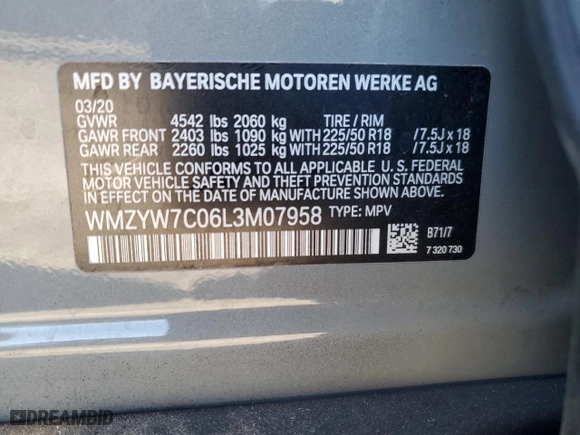 MFD BY BAYERISCHE MOTOREN WERKE AG
03/20
GVWR 4542 lbs 2060 kg TIRE / RIM
GAWR FRONT 2403 lbs 1090 kg WITH 225/50 R18 /7.5J x 18
GAWR REAR 2260 lbs 1025 kg WITH 225/50 R18 /7.5J x 18
THIS VEHICLE CONFORMS TO ALL APPLICABLE U.S. FEDERAL
MOTOR VEHICLE SAFETY AND THEFT PREVENTION STANDARDS
IN EFFECT ON THE DATE OF MANUFACTURE SHOWN ABOVE.
WMZYW7C06L3M07958 TYPE: MPV
B71/7
7 320 730
DREAMBID